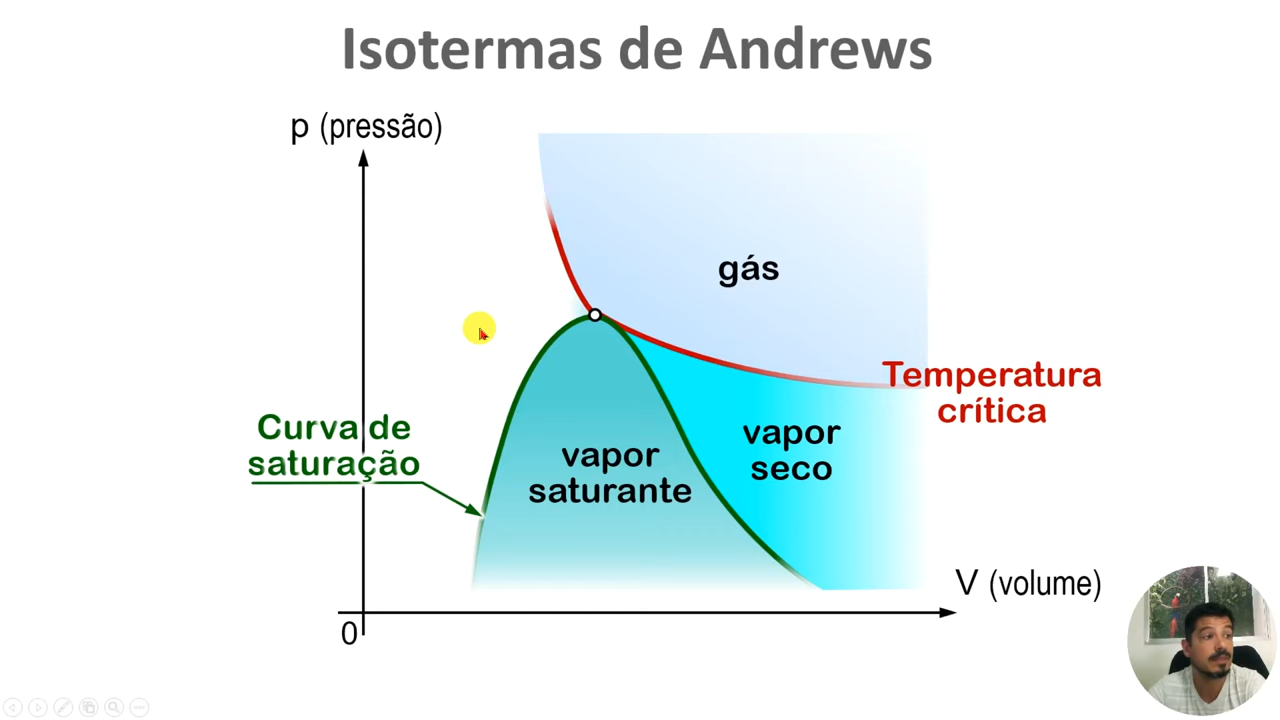 Isotermas de Andrews
p (pressão)
gás
Temperatura
crítica
Curva de
saturação
vapor
seco
vapor
saturante
V (volume)
0